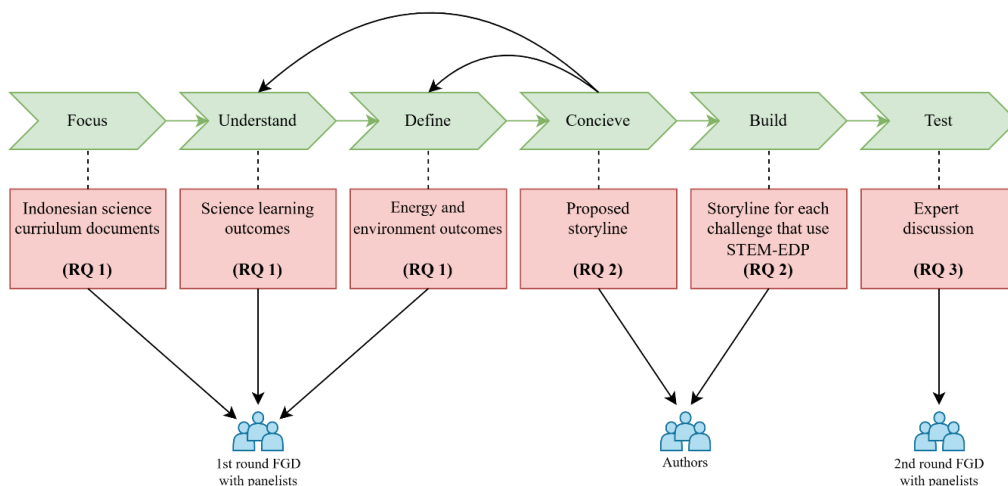 Focus
Understand
Define
Concieve
Build
Test
Indonesian science
curriulum documents
(RQ 1)
Science learning
outcomes
(RQ 1)
Energy and
environment outcomes
(RQ 1)
Proposed
storyline
(RQ 2)
Storyline for each
challenge that use
STEM-EDP
(RQ 2)
Expert
discussion
(RQ 3)
1st round FGD
with panelists
Authors
2nd round FGD
with panelists